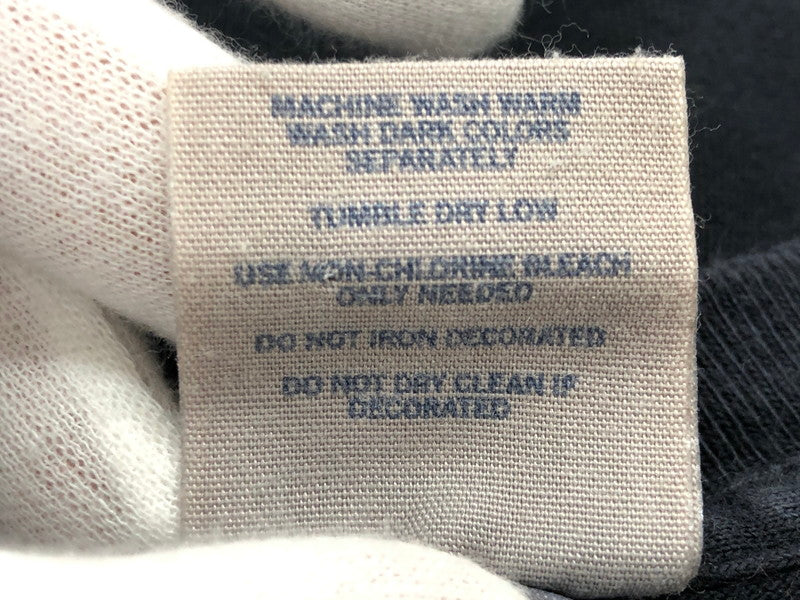 MACHINE WASH WARM
WASH DARK COLORS
SEPARATELY
TUMBLE DRY LOW
USE NON-CHLORINE BLEACH
ONLY NEEDED
DO NOT IRON DECORATED
DO NOT DRY CLEAN IF
DECORATED